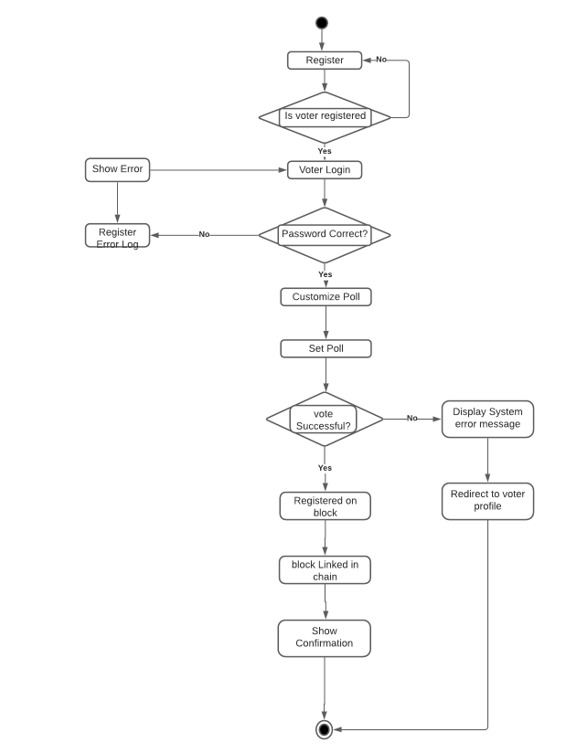 Register
No
Is voter registered
Yes
Show Error
Voter Login
Register
Error Log
No
Password Correct?
Yes
Customize Poll
Set Poll
vote
Successful?
No
Display System
error message
Yes
Registered on
block
Redirect to voter
profile
block Linked in
chain
Show
Confirmation